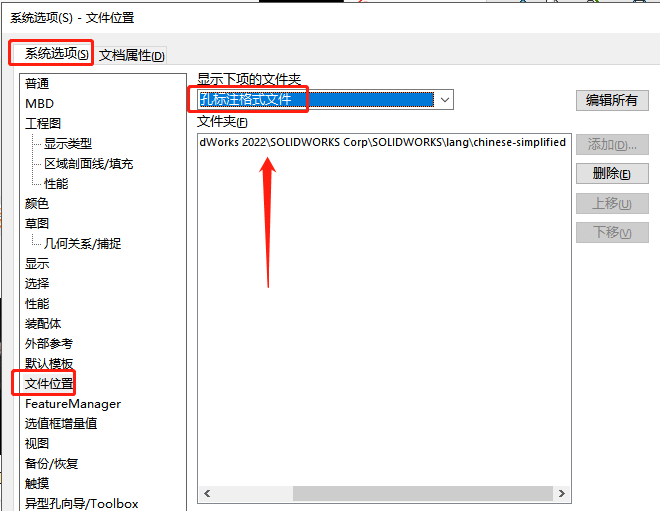 系统选项(S) - 文件位置
系统选项(S) 文档属性(D)
普通
MBD
工程图
显示类型
区域剖面线/填充
性能
颜色
草图
几何关系/捕捉
显示
选择
性能
装配体
外部参考
默认模板
文件位置
FeatureManager
选值框增量值
视图
备份/恢复
触摸
异型孔向导/Toolbox
显示下项的文件夹
孔标注格式文件
编辑所有
文件夹(F)
dWorks 2022\SOLIDWORKS Corp\SOLIDWORKS\lang\chinese-simplified
添加(D)...
删除(E)
上移(U)
下移(V)